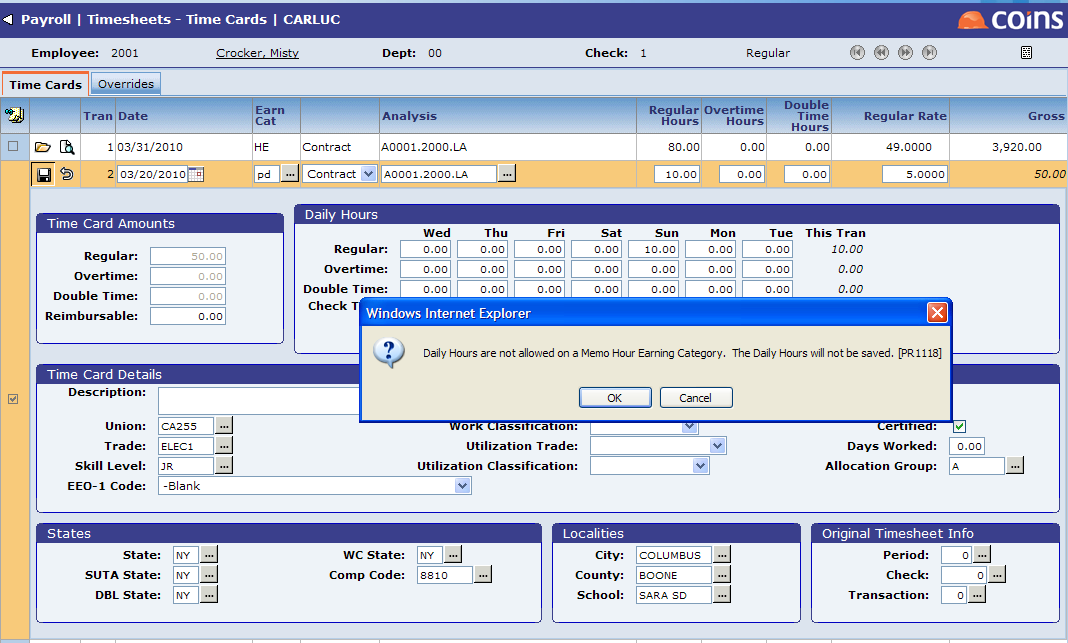 Payroll | Timesheets - Time Cards | CARLUC
coins
Employee: 2001 Crocker, Misty Dept: 00 Check: 1 Regular
Time Cards Overrides
Tran Date Earn Cat Analysis Regular Hours Overtime Hours Double Time Hours Regular Rate Gross
1 03/31/2010 HE Contract A0001.2000.LA 80.00 0.00 0.00 49.0000 3,920.00
2 03/20/2010 pd ... Contract A0001.2000.LA ... 10.00 0.00 0.00 5.0000 50.00
Time Card Amounts
Regular: 50.00
Overtime: 0.00
Double Time: 0.00
Reimbursable: 0.00
Daily Hours
Wed Thu Fri Sat Sun Mon Tue This Tran
Regular: 0.00 0.00 0.00 0.00 10.00 0.00 0.00 10.00
Overtime: 0.00 0.00 0.00 0.00 0.00 0.00 0.00 0.00
Double Time: 0.00 0.00 0.00 0.00 0.00 0.00 0.00 0.00
Check T
Windows Internet Explorer
Daily Hours are not allowed on a Memo Hour Earning Category. The Daily Hours will not be saved. [PR1118]
OK Cancel
Time Card Details
Description:
Union: CA255 ... Work Classification: Certified:
Trade: ELEC1 ... Utilization Trade: Days Worked: 0.00
Skill Level: JR ... Utilization Classification: Allocation Group: A ...
EEO-1 Code: -Blank
States
State: NY ... WC State: NY ...
SUTA State: NY ... Comp Code: 8810 ...
DBL State: NY ...
Localities
City: COLUMBUS ...
County: BOONE ...
School: SARA SD ...
Original Timesheet Info
Period: 0 ...
Check: 0 ...
Transaction: 0 ...